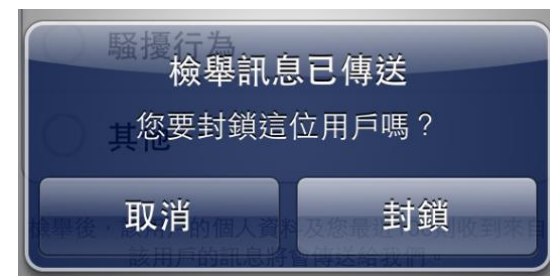 騷擾行為
檢舉訊息已傳送
您要封鎖這位用戶嗎？
其他
取消
封鎖
該用戶的訊息將會傳送給我們。